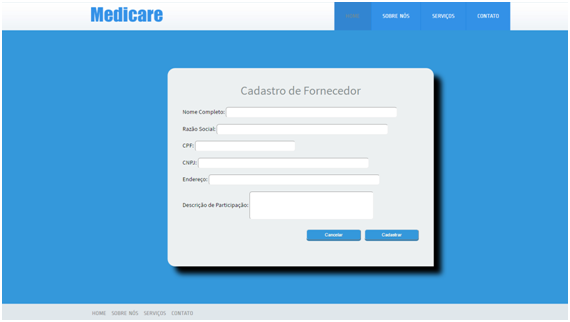 Medicare
HOME SOBRE NÓS SERVIÇOS CONTATO
Cadastro de Fornecedor
Nome Completo:
Razão Social:
CPF:
CNPJ:
Endereço:
Descrição de Participação:
Cancelar Cadastrar
HOME SOBRE NÓS SERVIÇOS CONTATO